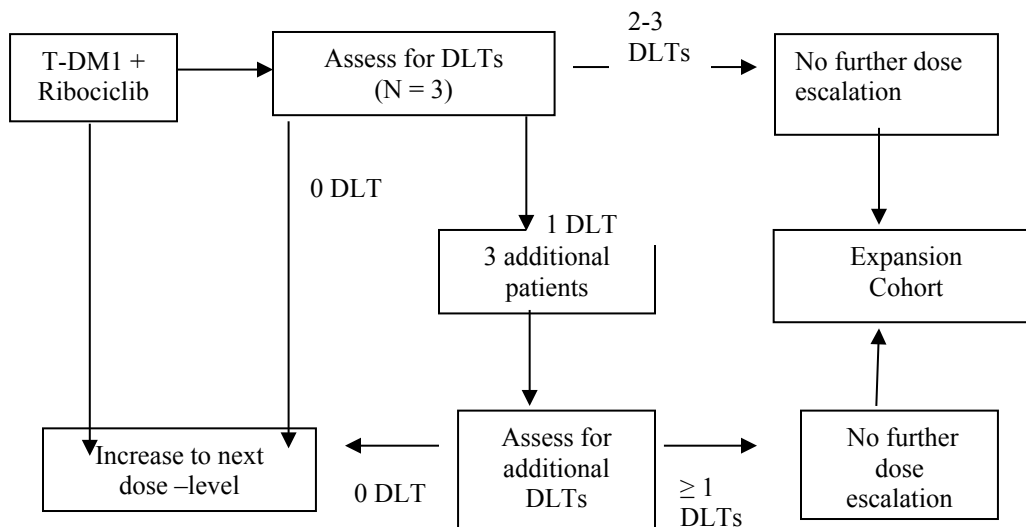 T-DM1 +
Ribociclib
Assess for DLTs
(N = 3)
2-3
DLTs
No further dose
escalation
0 DLT
1 DLT
3 additional
patients
Expansion
Cohort
Increase to next
dose –level
0 DLT
Assess for
additional
DLTs
≥ 1
DLTs
No further
dose
escalation